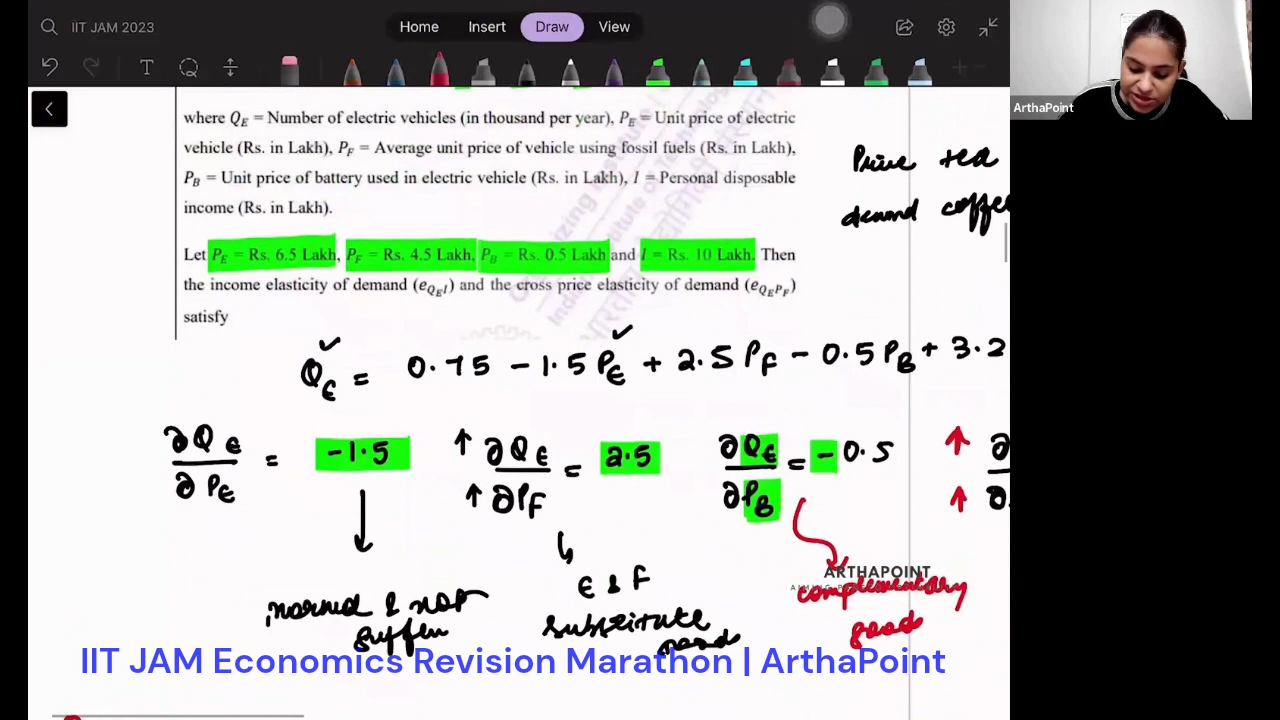 IIT JAM 2023
Home Insert Draw View
ArthaPoint
where Q_E = Number of electric vehicles (in thousand per year), P_E = Unit price of electric
vehicle (Rs. in Lakh), P_F = Average unit price of vehicle using fossil fuels (Rs. in Lakh),
P_B = Unit price of battery used in electric vehicle (Rs. in Lakh), I = Personal disposable
income (Rs. in Lakh).
Price tea
demand coffee
Let P_E = Rs. 6.5 Lakh, P_F = Rs. 4.5 Lakh, P_B = Rs. 0.5 Lakh and I = Rs. 10 Lakh. Then
the income elasticity of demand (e_{Q_E I}) and the cross price elasticity of demand (e_{Q_E P_F})
satisfy
Q_E = 0.75 - 1.5 P_E + 2.5 P_F - 0.5 P_B + 3.2
∂Q_E/∂P_E = -1.5 ↑∂Q_E/↑∂P_F = 2.5 ∂Q_E/∂P_B = -0.5 ↑ ↑
normal & not
E & F
substitute
goods
ARTHAPOINT
complementary
goods
IIT JAM Economics Revision Marathon | ArthaPoint